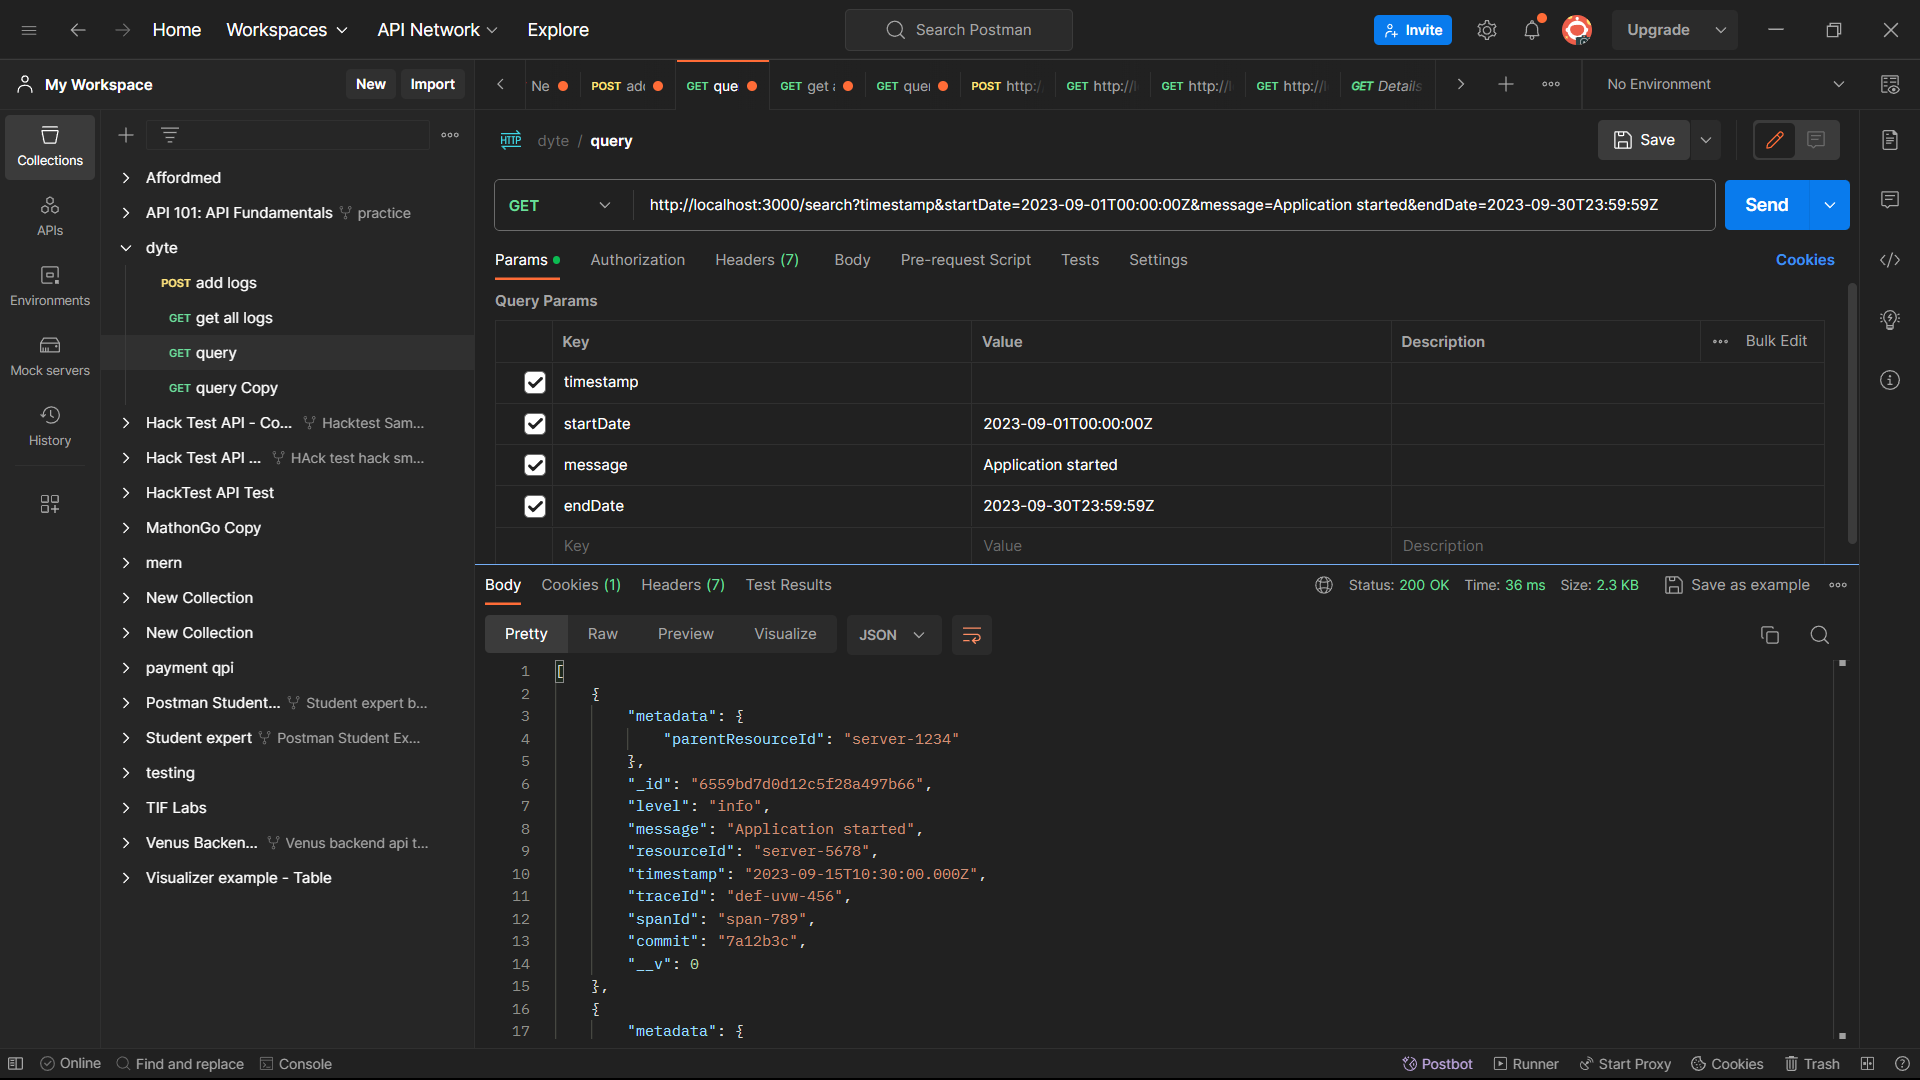 Home Workspaces API Network Explore Search Postman Invite Upgrade
My Workspace New Import
Ne POST add GET que GET get a GET quer POST http:/ GET http://l GET http://l GET http://l GET Details
No Environment
Collections
APIs
Environments
Mock servers
History
Affordmed
API 101: API Fundamentals practice
dyte
POST add logs
GET get all logs
GET query
GET query Copy
Hack Test API - Co... Hacktest Sam...
Hack Test API ... HAck test hack sm...
HackTest API Test
MathonGo Copy
mern
New Collection
New Collection
payment qpi
Postman Student... Student expert b...
Student expert Postman Student Ex...
testing
TIF Labs
Venus Backen... Venus backend api t...
Visualizer example - Table
HTTP dyte / query Save
GET http://localhost:3000/search?timestamp&startDate=2023-09-01T00:00:00Z&message=Application started&endDate=2023-09-30T23:59:59Z Send
Params Authorization Headers (7) Body Pre-request Script Tests Settings Cookies
Query Params
Key Value Description Bulk Edit
timestamp
startDate 2023-09-01T00:00:00Z
message Application started
endDate 2023-09-30T23:59:59Z
Key Value Description
Body Cookies (1) Headers (7) Test Results Status: 200 OK Time: 36 ms Size: 2.3 KB Save as example
Pretty Raw Preview Visualize JSON
1 [
2 {
3 "metadata": {
4 "parentResourceId": "server-1234"
5 },
6 "_id": "6559bd7d0d12c5f28a497b66",
7 "level": "info",
8 "message": "Application started",
9 "resourceId": "server-5678",
10 "timestamp": "2023-09-15T10:30:00.000Z",
11 "traceId": "def-uvw-456",
12 "spanId": "span-789",
13 "commit": "7a12b3c",
14 "__v": 0
15 },
16 {
17 "metadata": {
Online Find and replace Console Postbot Runner Start Proxy Cookies Trash